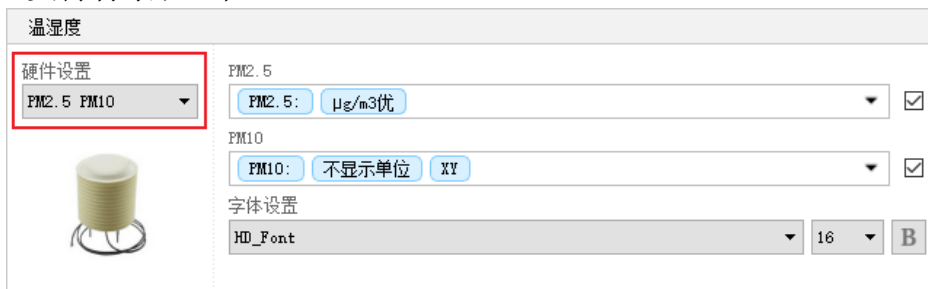 温湿度
硬件设置
PM2.5 PM10
PM2.5
PM2.5: μg/m3优
PM10
PM10: 不显示单位 XY
字体设置
HD_Font 16 B